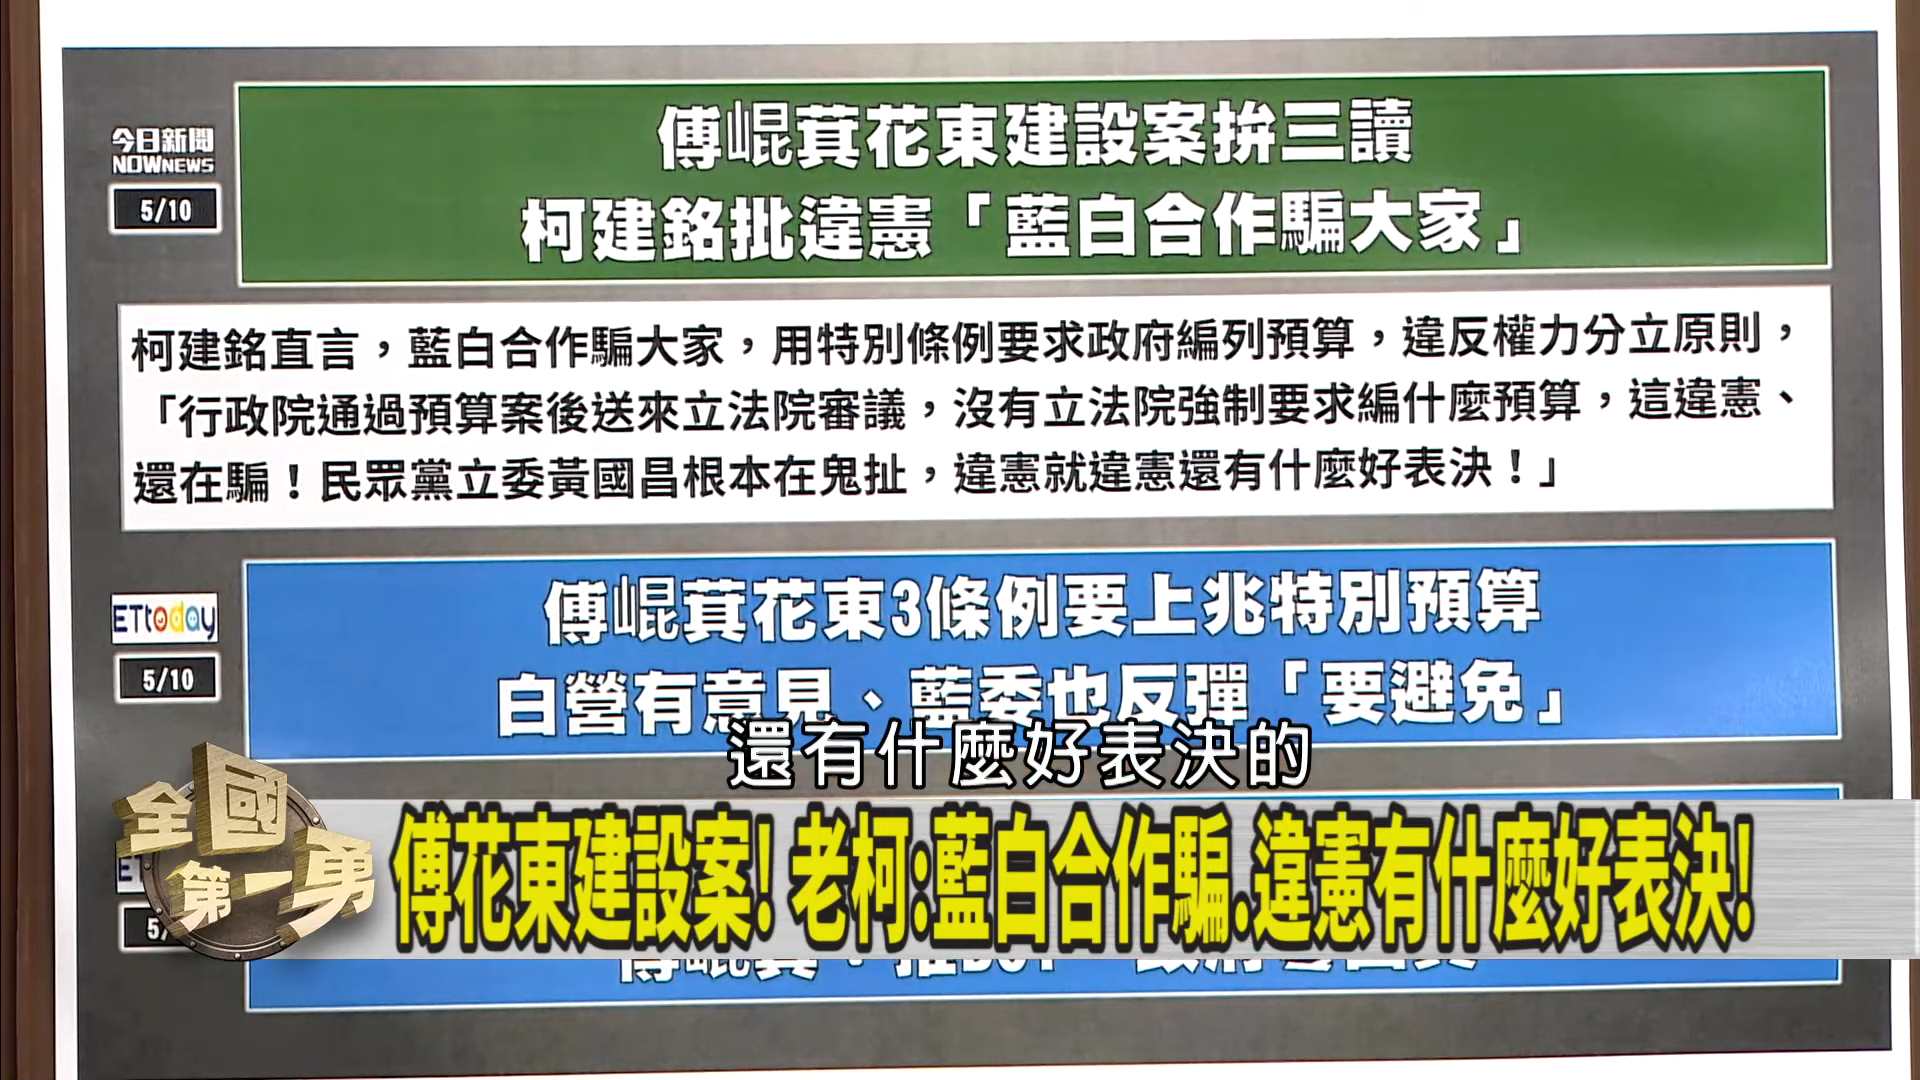 今日新聞
NOWNEWS
5/10
傅崐萁花東建設案拚三讀
柯建銘批違憲「藍白合作騙大家」
柯建銘直言，藍白合作騙大家，用特別條例要求政府編列預算，違反權力分立原則，
「行政院通過預算案後送來立法院審議，沒有立法院強制要求編什麼預算，這違憲、
還在騙！民眾黨立委黃國昌根本在鬼扯，違憲就違憲還有什麼好表決！」
ETtoday
5/10
傅崐萁花東3條例要上兆特別預算
白營有意見、藍委也反彈「要避免」
還有什麼好表決的
全國第一勇
傅花東建設案! 老柯:藍白合作騙.違憲有什麼好表決!
ET
5/